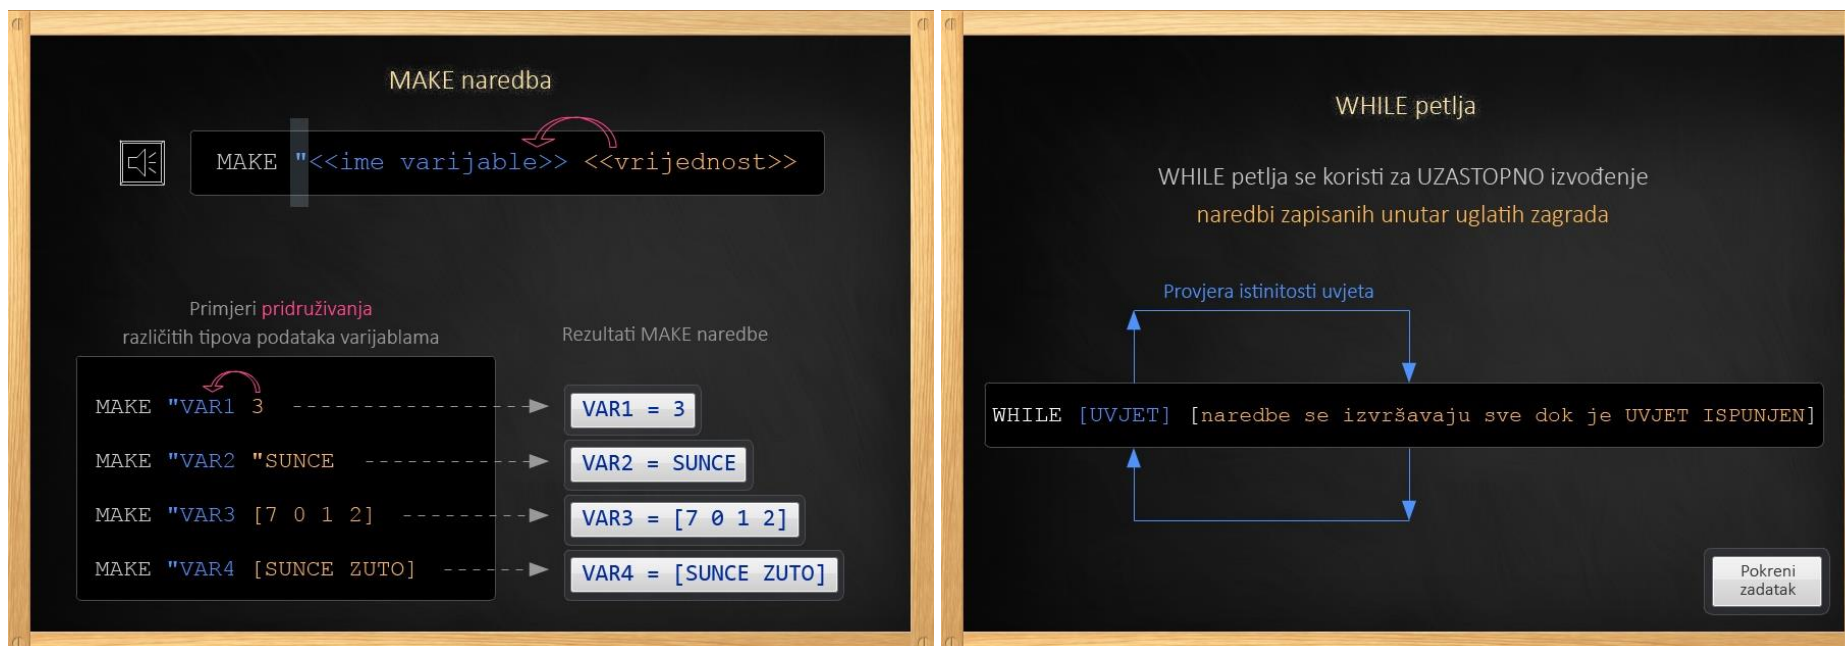 MAKE naredba
MAKE "<<ime varijable>> <<vrijednost>>
Primjeri pridruživanja
različitih tipova podataka varijablama
Rezultati MAKE naredbe
MAKE "VAR1 3
VAR1 = 3
MAKE "VAR2 "SUNCE
VAR2 = SUNCE
MAKE "VAR3 [7 0 1 2]
VAR3 = [7 0 1 2]
MAKE "VAR4 [SUNCE ZUTO]
VAR4 = [SUNCE ZUTO]
WHILE petlja
WHILE petlja se koristi za UZASTOPNO izvođenje
naredbi zapisanih unutar uglatih zagrada
Provjera istinitosti uvjeta
WHILE [UVJET] [naredbe se izvršavaju sve dok je UVJET ISPUNJEN]
Pokreni
zadatak